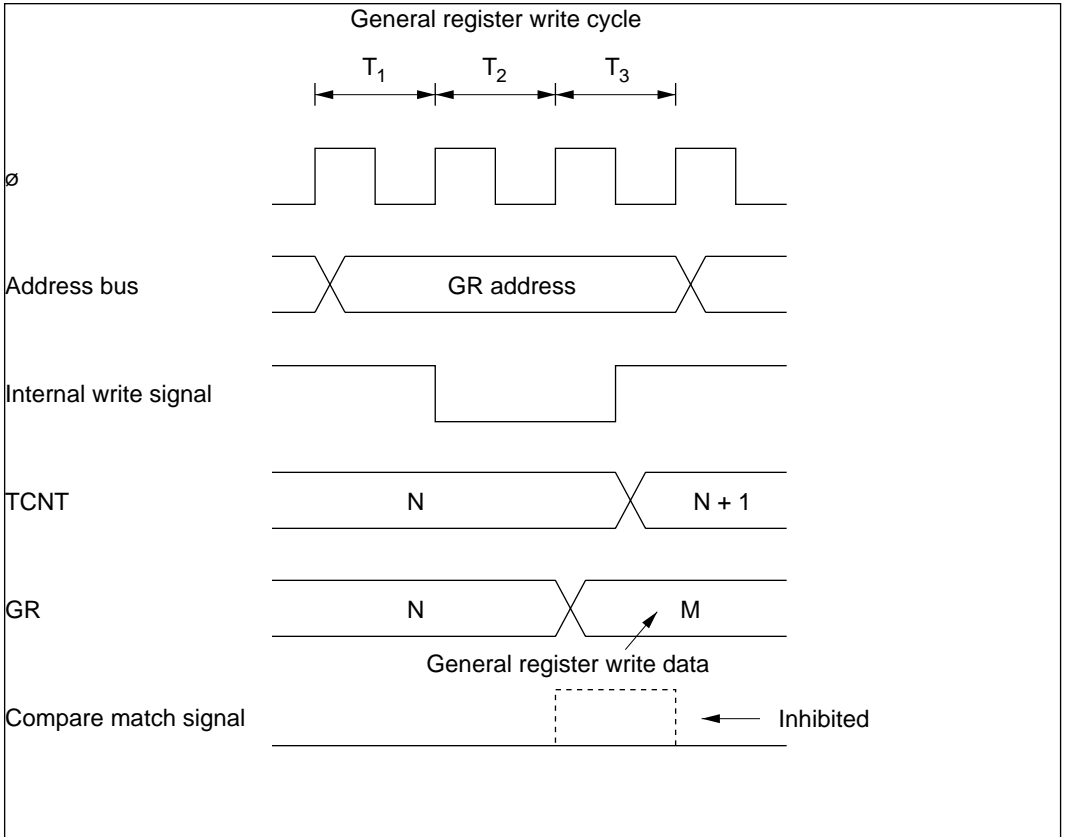 General register write cycle
T1 T2 T3
ø
Address bus GR address
Internal write signal
TCNT N N + 1
GR N M
General register write data
Compare match signal Inhibited